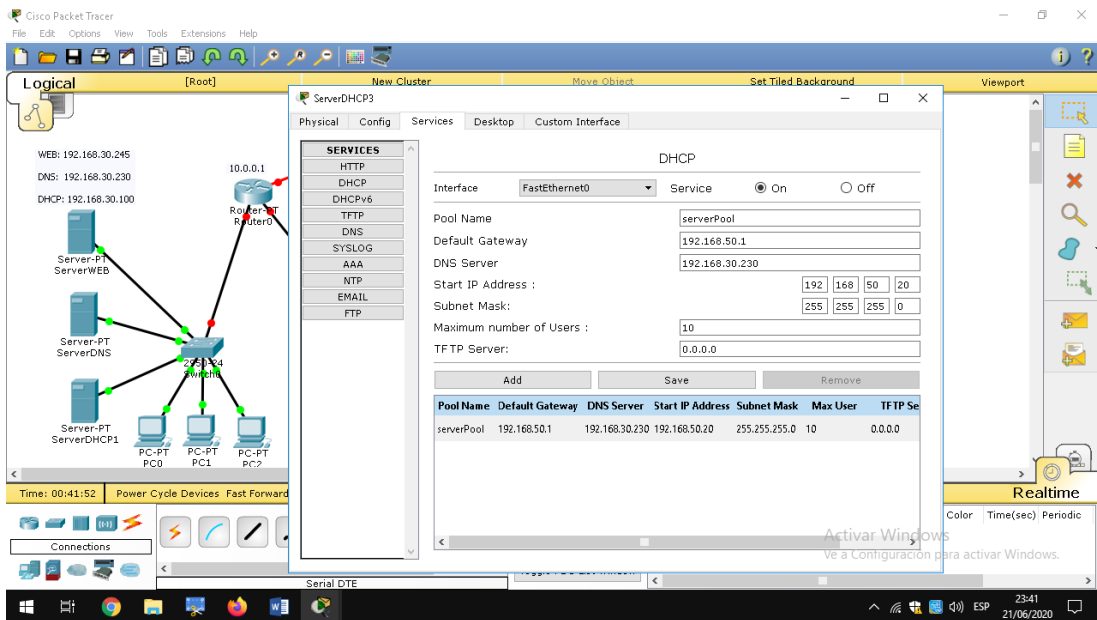 Cisco Packet Tracer
File Edit Options View Tools Extensions Help
Logical [Root] New Cluster Move Object Set Tiled Background Viewport
ServerDHCP3
Physical Config Services Desktop Custom Interface
SERVICES
HTTP
DHCP
DHCPv6
TFTP
DNS
SYSLOG
AAA
NTP
EMAIL
FTP
DHCP
Interface FastEthernet0 Service On Off
Pool Name serverPool
Default Gateway 192.168.50.1
DNS Server 192.168.30.230
Start IP Address : 192 168 50 20
Subnet Mask: 255 255 255 0
Maximum number of Users : 10
TFTP Server: 0.0.0.0
Add Save Remove
Pool Name Default Gateway DNS Server Start IP Address Subnet Mask Max User TFTP Se
serverPool 192.168.50.1 192.168.30.230 192.168.50.20 255.255.255.0 10 0.0.0.0
WEB: 192.168.30.245
DNS: 192.168.30.230
DHCP: 192.168.30.100
10.0.0.1
Router-PT
Router0
Server-PT
ServerWEB
Server-PT
ServerDNS
2950-24
Switch0
Server-PT
ServerDHCP1
PC-PT
PC0
PC-PT
PC1
PC-PT
PC2
Time: 00:41:52 Power Cycle Devices Fast Forward
Realtime
Connections
Serial DTE
Color Time(sec) Periodic
Activar Windows
Ve a Configuración para activar Windows.
ESP
23:41
21/06/2020